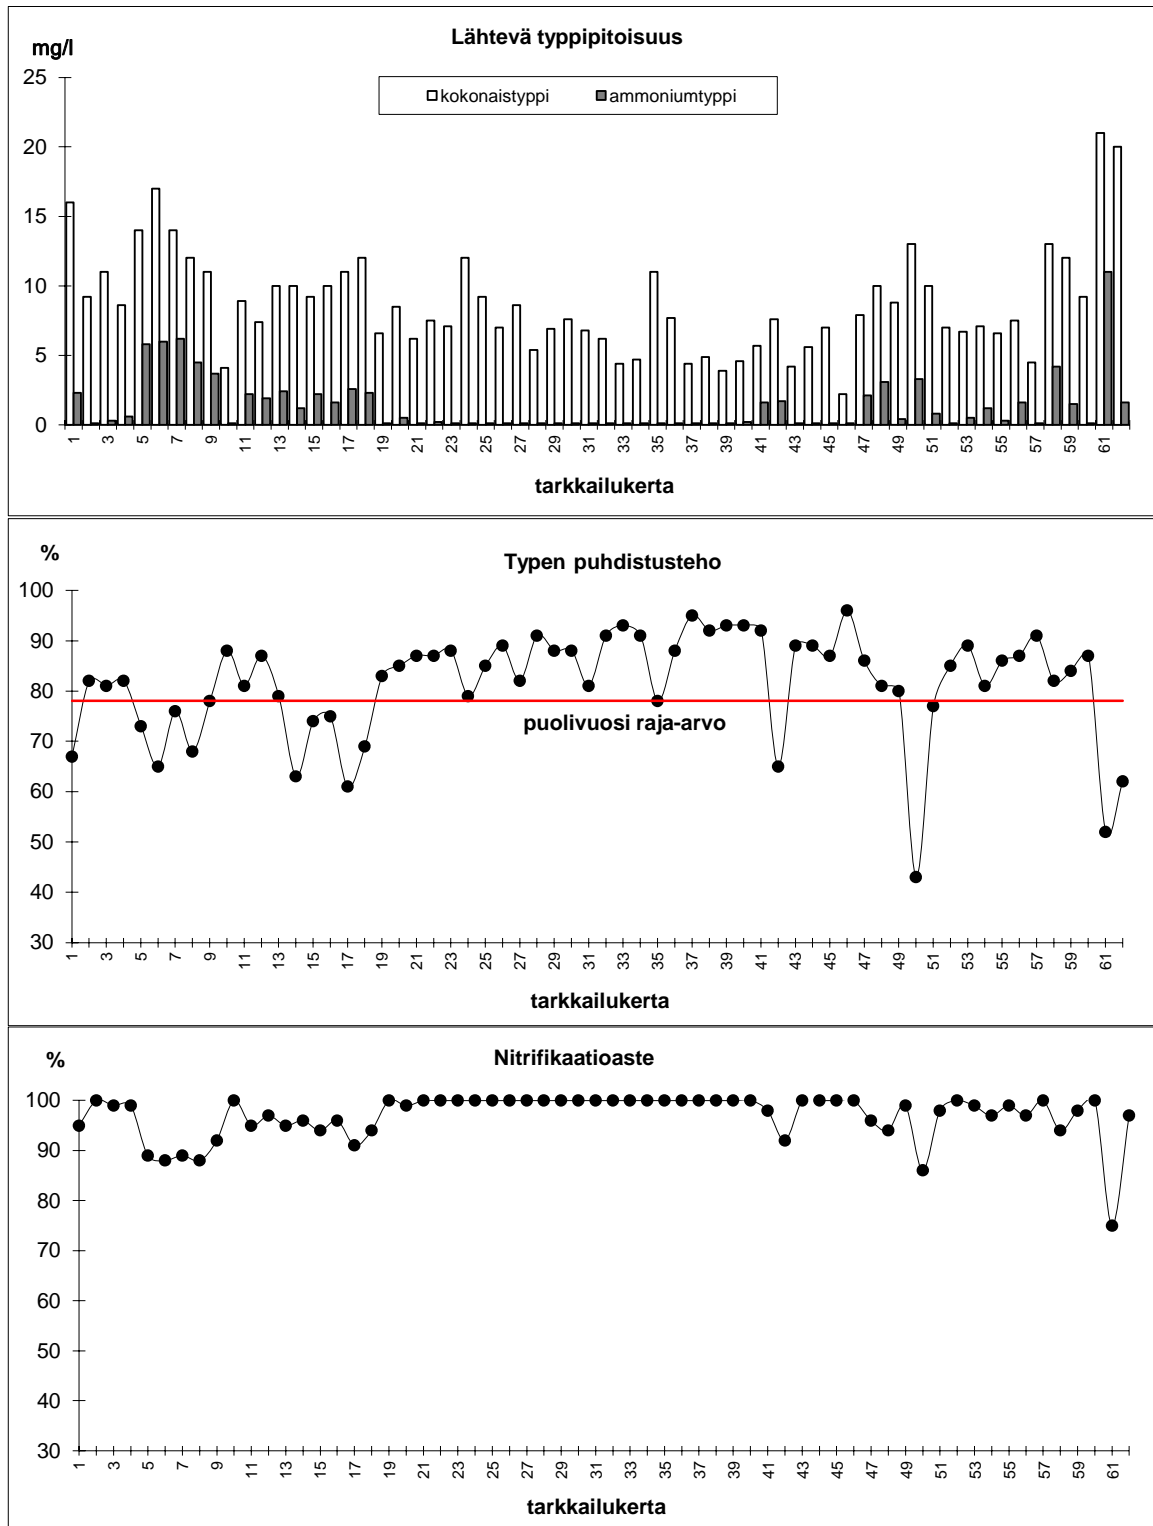 Lähtevä typpipitoisuus
mg/l
kokonaistyppi ammoniumtyppi
25
20
15
10
5
0
1 3 5 7 9 11 13 15 17 19 21 23 25 27 29 31 33 35 37 39 41 43 45 47 49 51 53 55 57 59 61
tarkkailukerta
%
Typen puhdistusteho
100
90
80
70
60
50
40
30
puolivuosi raja-arvo
1 3 5 7 9 11 13 15 17 19 21 23 25 27 29 31 33 35 37 39 41 43 45 47 49 51 53 55 57 59 61
tarkkailukerta
%
Nitrifikaatioaste
100
90
80
70
60
50
40
30
1 3 5 7 9 11 13 15 17 19 21 23 25 27 29 31 33 35 37 39 41 43 45 47 49 51 53 55 57 59 61
tarkkailukerta